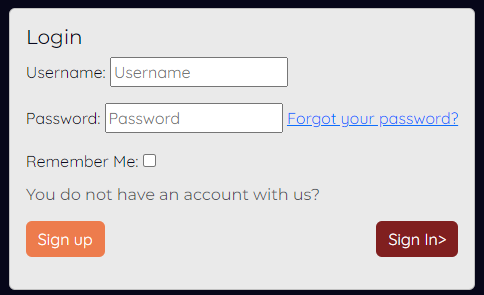 Login
Username: Username
Password: Password Forgot your password?
Remember Me:
You do not have an account with us?
Sign up Sign In>